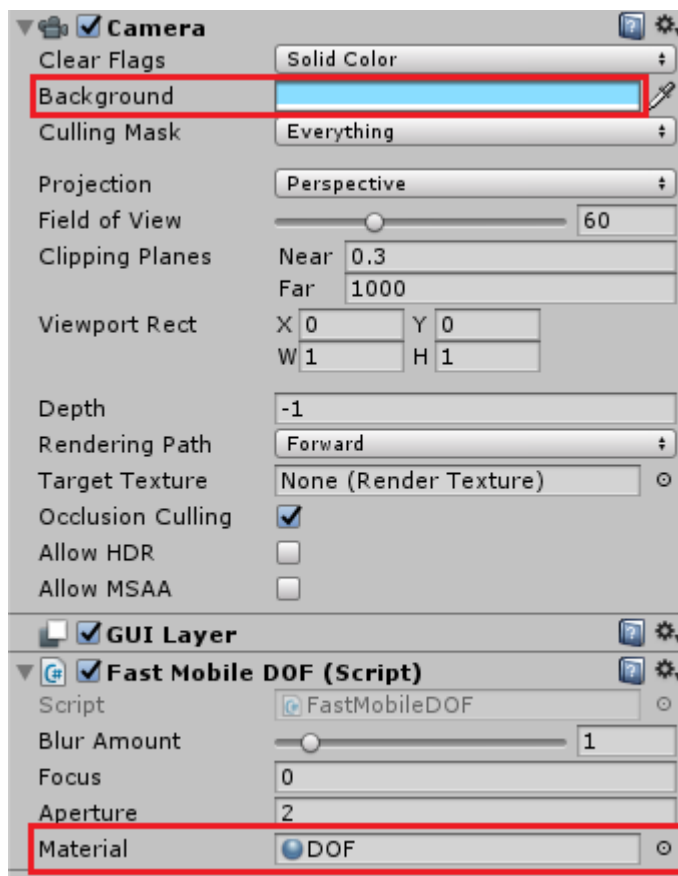 Camera
Clear Flags Solid Color
Background
Culling Mask Everything
Projection Perspective
Field of View 60
Clipping Planes Near 0.3
Far 1000
Viewport Rect X 0 Y 0
W 1 H 1
Depth -1
Rendering Path Forward
Target Texture None (Render Texture)
Occlusion Culling
Allow HDR
Allow MSAA
GUI Layer
Fast Mobile DOF (Script)
Script FastMobileDOF
Blur Amount 1
Focus 0
Aperture 2
Material DOF